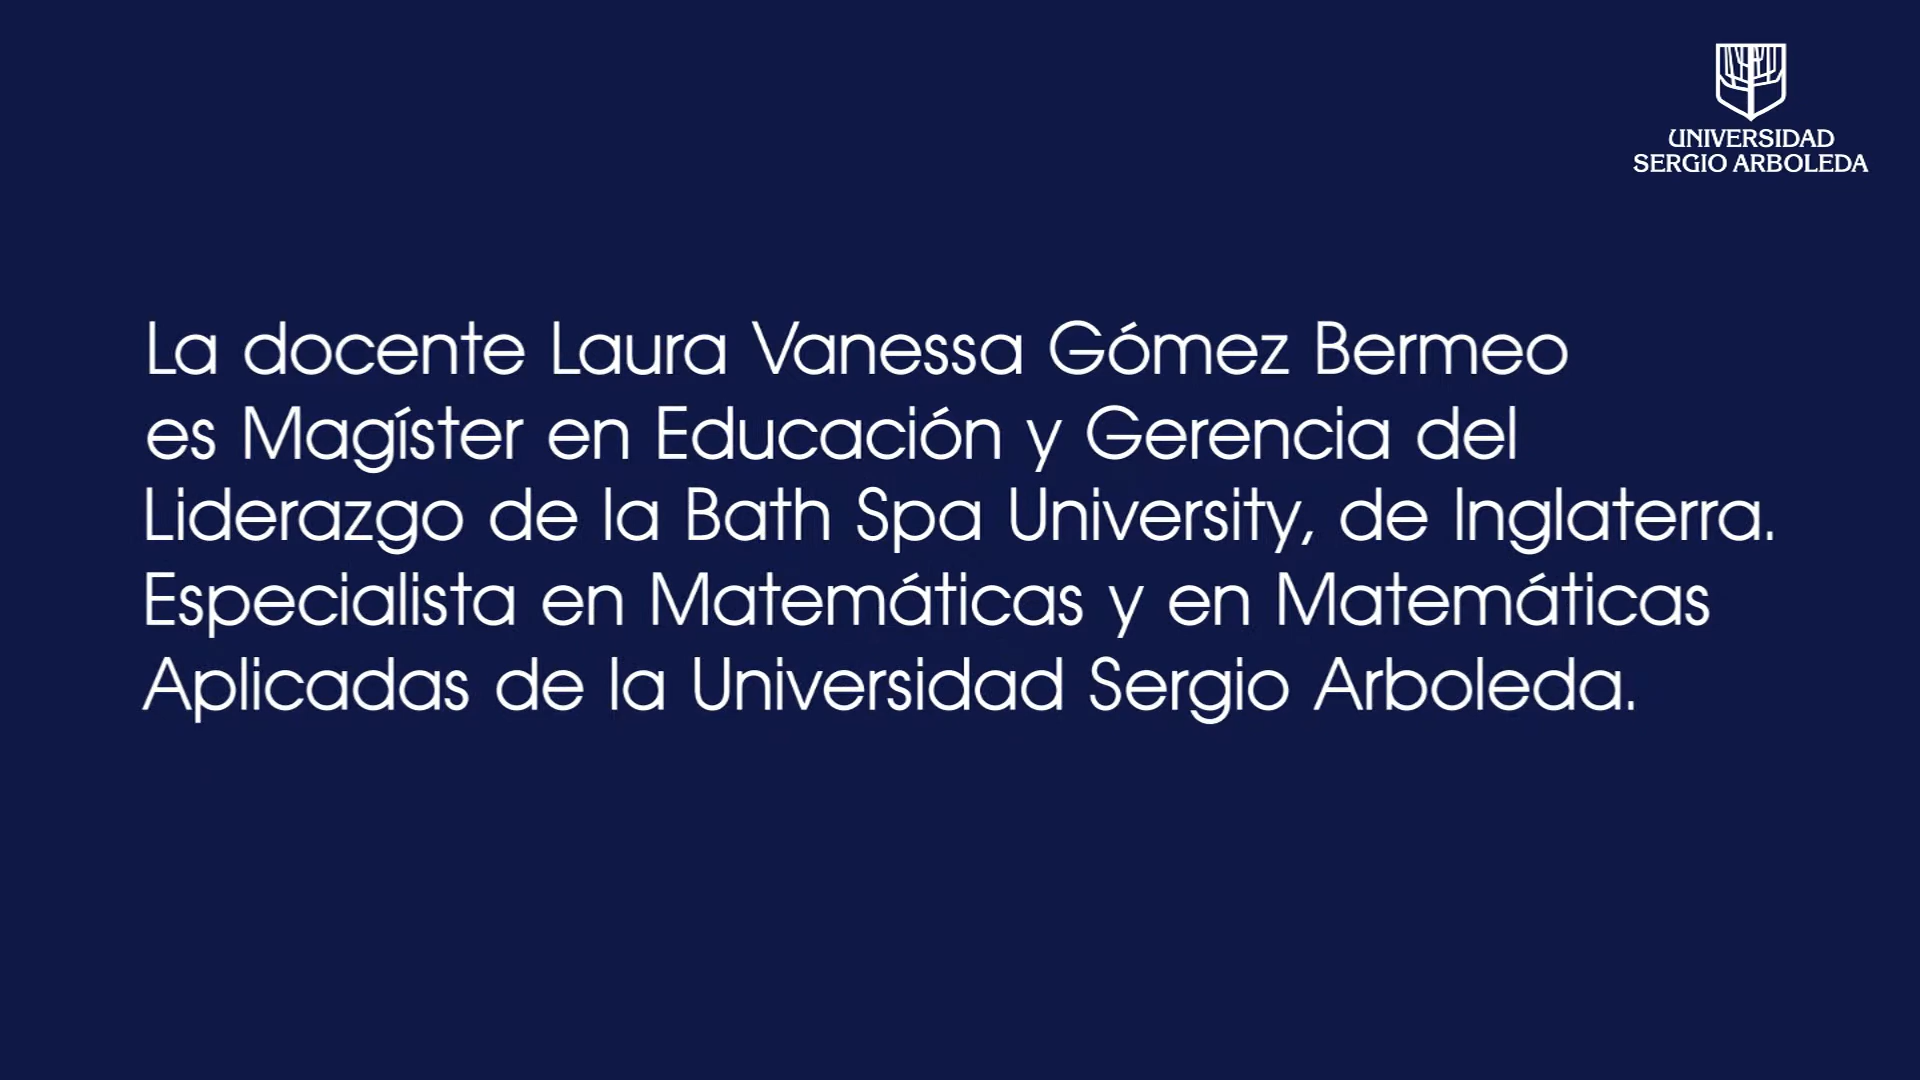 UNIVERSIDAD
SERGIO ARBOLEDA
La docente Laura Vanessa Gómez Bermeo
es Magíster en Educación y Gerencia del
Liderazgo de la Bath Spa University, de Inglaterra.
Especialista en Matemáticas y en Matemáticas
Aplicadas de la Universidad Sergio Arboleda.